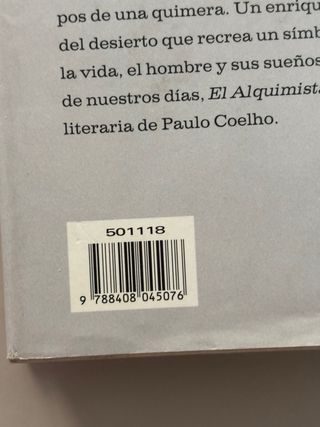 pos de una quimera. Un enriqu
del desierto que recrea un símb
la vida, el hombre y sus sueños
de nuestros días, El Alquimista
literaria de Paulo Coelho.
501118
9 788408 045076